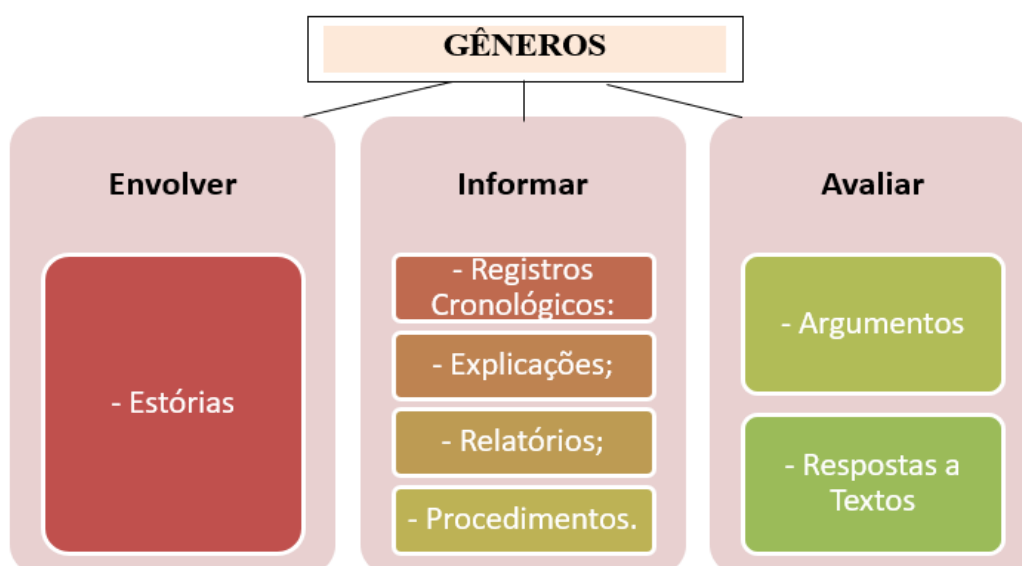 GÊNEROS
Envolver
- Estórias
Informar
- Registros
Cronológicos:
- Explicações;
- Relatórios;
- Procedimentos.
Avaliar
- Argumentos
- Respostas a
Textos